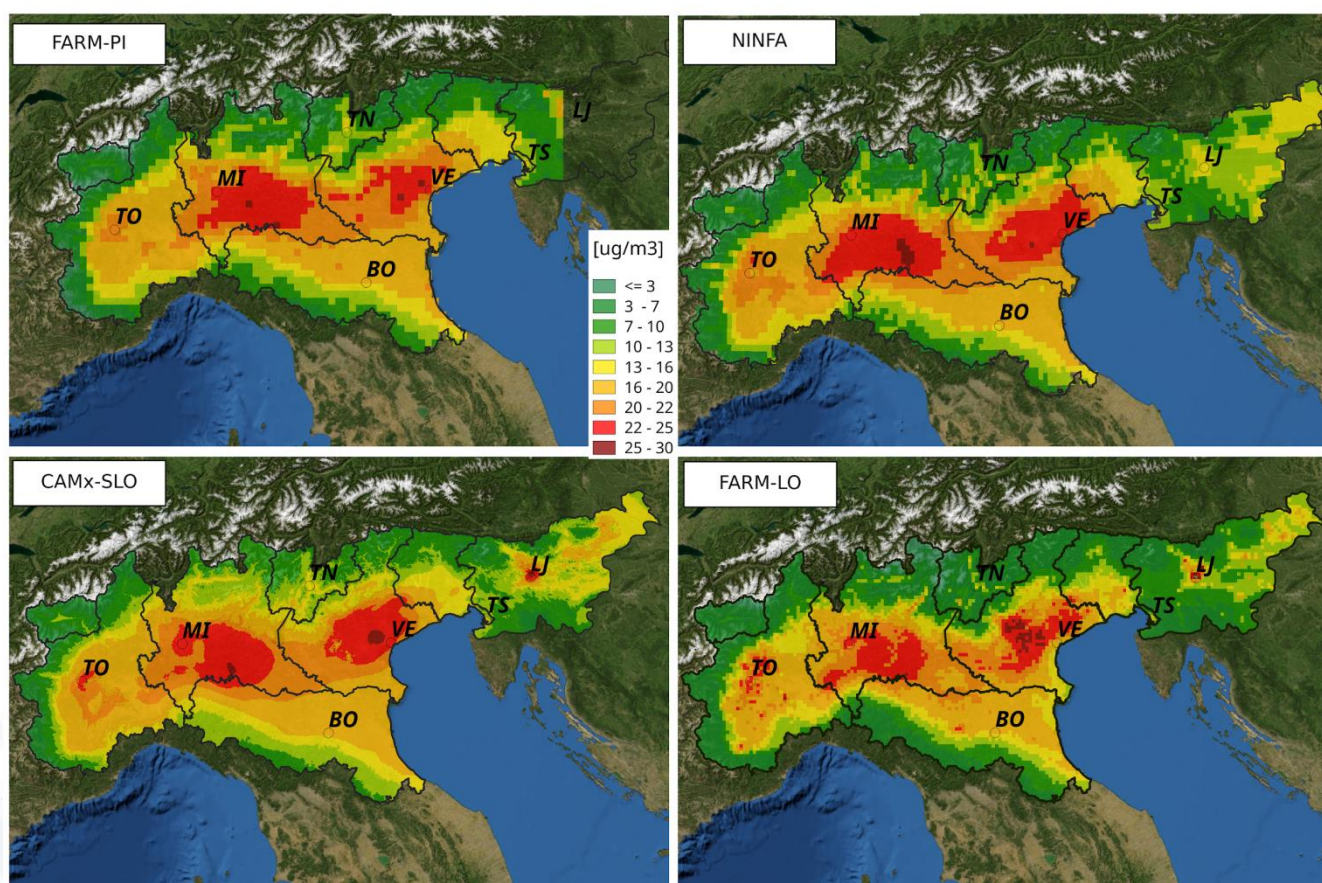 FARM-PI
TN
LJ
TS
MI
VE
TO
BO
NINFA
TN
LJ
TS
MI
VE
TO
BO
[ug/m3]
<= 3
3 - 7
7 - 10
10 - 13
13 - 16
16 - 20
20 - 22
22 - 25
25 - 30
CAMx-SLO
TN
LJ
TS
MI
VE
TO
BO
FARM-LO
TN
LJ
TS
MI
VE
TO
BO